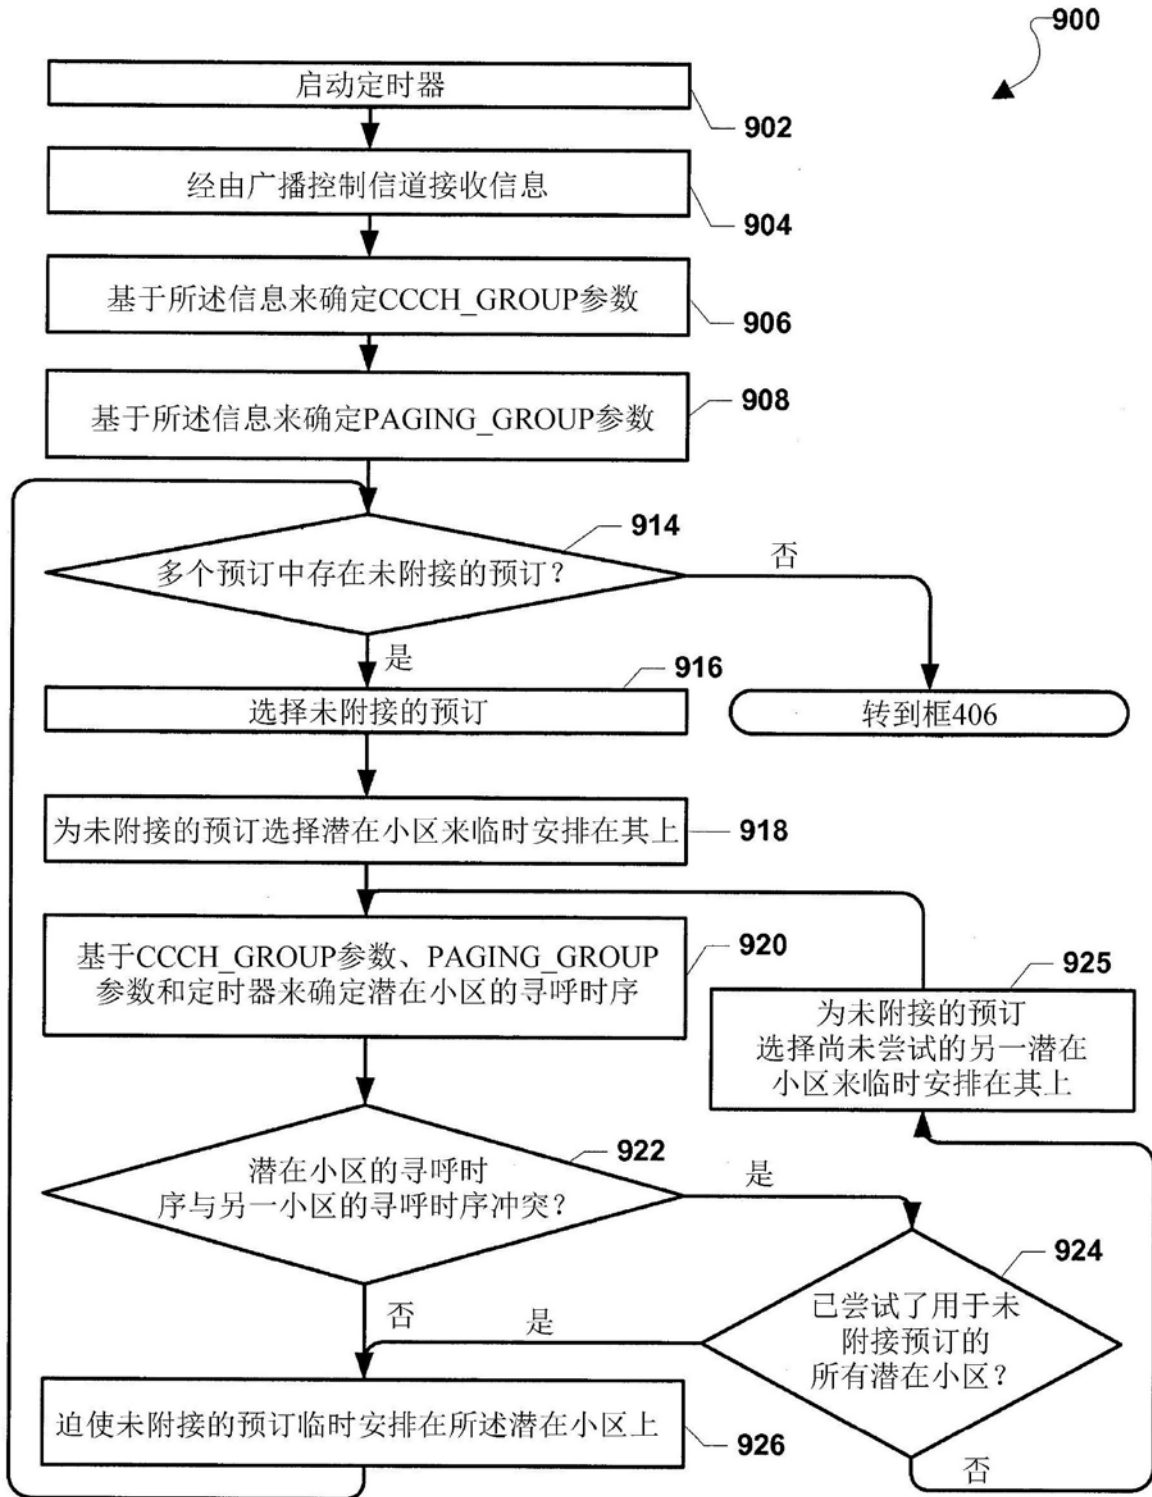 900
启动定时器
902
经由广播控制信道接收信息
904
基于所述信息来确定CCCH_GROUP参数
906
基于所述信息来确定PAGING_GROUP参数
908
914
多个预订中存在未附接的预订?
否
是
916
选择未附接的预订
转到框406
为未附接的预订选择潜在小区来临时安排在其上
918
基于CCCH_GROUP参数、PAGING_GROUP
参数和定时器来确定潜在小区的寻呼时序
920
925
为未附接的预订
选择尚未尝试的另一潜在
小区来临时安排在其上
潜在小区的寻呼时
序与另一小区的寻呼时序冲突?
922
是
924
已尝试了用于未
附接预订的
所有潜在小区?
否
是
迫使未附接的预订临时安排在所述潜在小区上
926
否